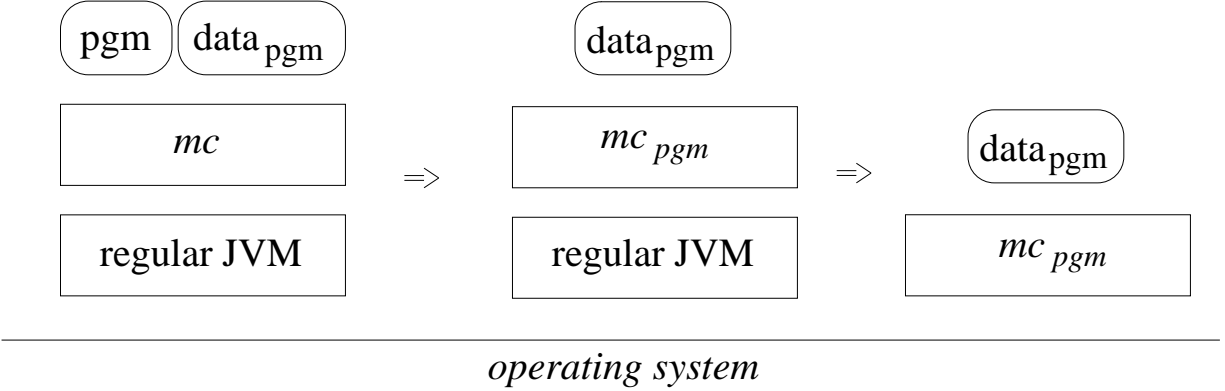 pgm data pgm
mc
regular JVM
⇒
data pgm
mc pgm
regular JVM
⇒
data pgm
mc pgm
operating system